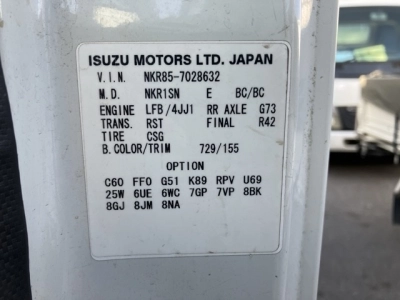 ISUZU MOTORS LTD. JAPAN
V.I.N. NKR85-7028632
M.D. NKR1SN E BC/BC
ENGINE LFB/4JJ1 RR AXLE G73
TRANS. RST FINAL R42
TIRE CSG
B.COLOR/TRIM 729/155
OPTION
C60 FF0 G51 K89 RPV U69
25W 6UE 6WC 7GP 7VP 8BK
8GJ 8JM 8NA